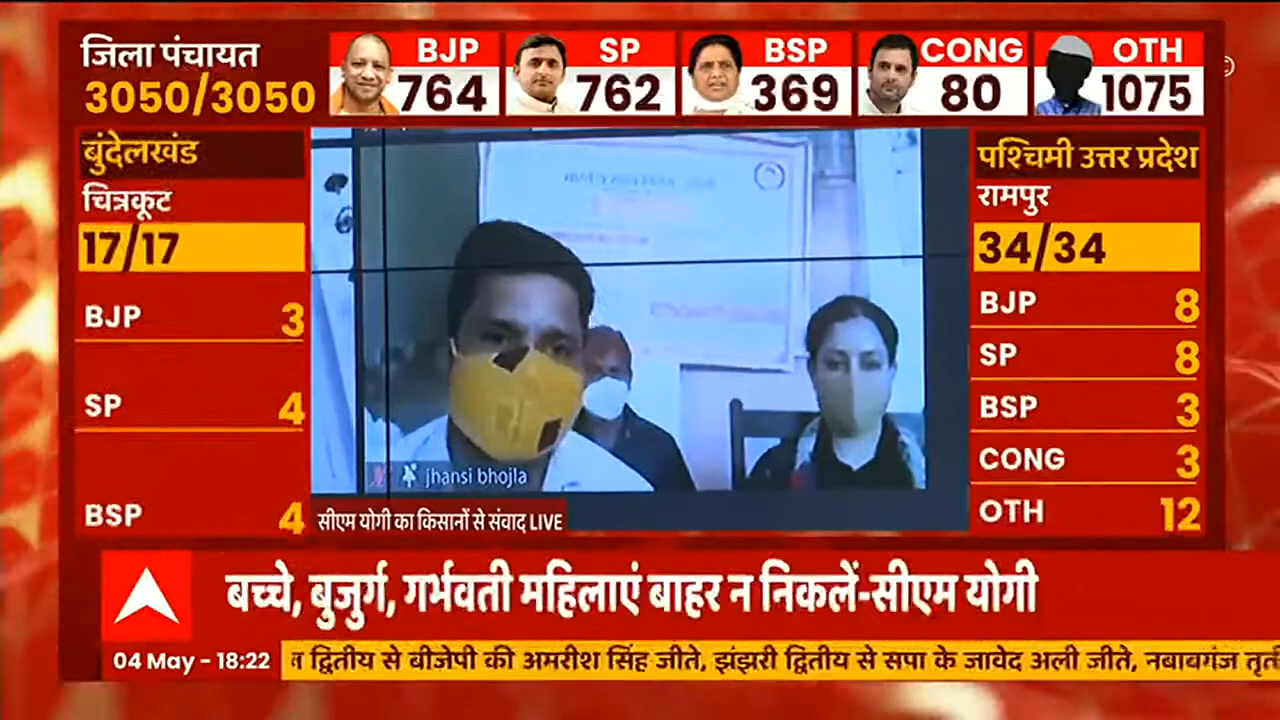 जिला पंचायत
3050/3050
BJP
764
SP
762
BSP
369
CONG
80
OTH
1075
बुंदेलखंड
चित्रकूट
17/17
BJP 3
SP 4
BSP 4
jhansi bhojla
सीएम योगी का किसानों से संवाद LIVE
पश्चिमी उत्तर प्रदेश
रामपुर
34/34
BJP 8
SP 8
BSP 3
CONG 3
OTH 12
बच्चे, बुजुर्ग, गर्भवती महिलाएं बाहर न निकलें-सीएम योगी
04 May - 18:22
द्वितीय से बीजेपी की अमरीश सिंह जीते, झंझरी द्वितीय से सपा के जावेद अली जीते, नबाबगंज